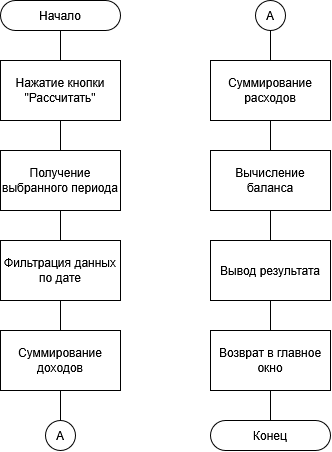 Начало
Нажатие кнопки
"Рассчитать"
Получение
выбранного периода
Фильтрация данных
по дате
Суммирование
доходов
А
А
Суммирование
расходов
Вычисление
баланса
Вывод результата
Возврат в главное
окно
Конец